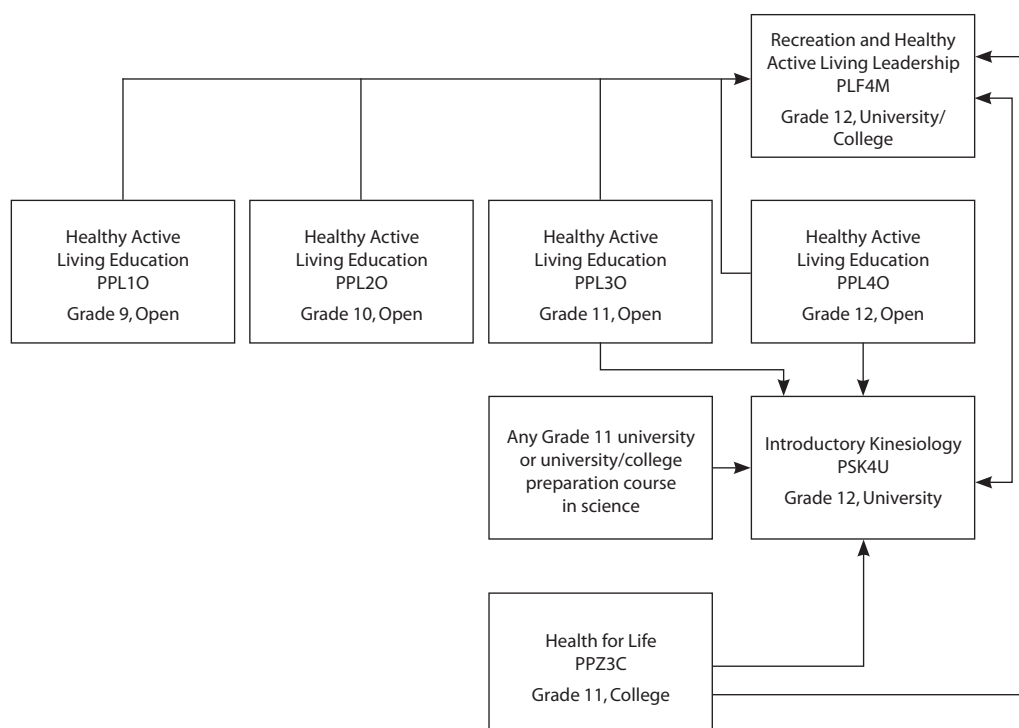 Recreation and Healthy
Active Living Leadership
PLF4M
Grade 12, University/
College
Healthy Active
Living Education
PPL1O
Grade 9, Open
Healthy Active
Living Education
PPL2O
Grade 10, Open
Healthy Active
Living Education
PPL3O
Grade 11, Open
Healthy Active
Living Education
PPL4O
Grade 12, Open
Any Grade 11 university
or university/college
preparation course
in science
Introductory Kinesiology
PSK4U
Grade 12, University
Health for Life
PPZ3C
Grade 11, College